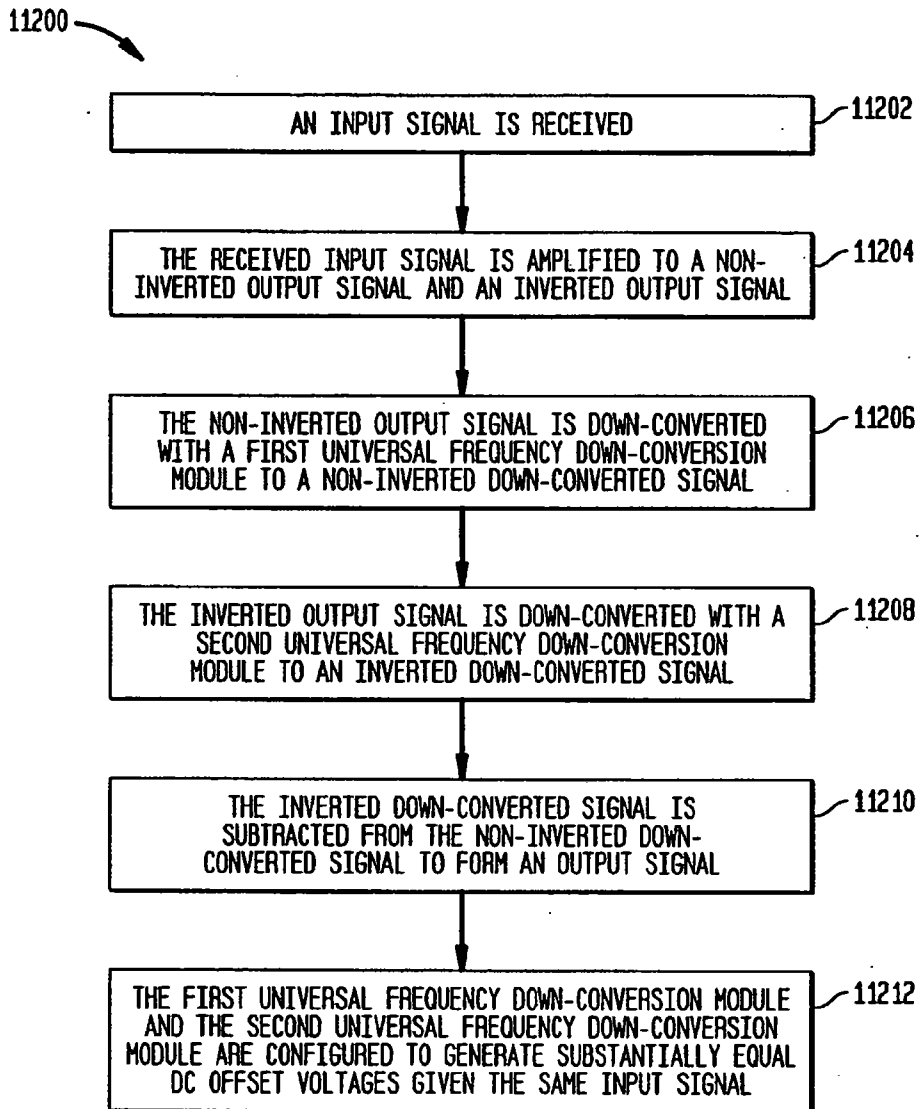 11200
AN INPUT SIGNAL IS RECEIVED
11202
THE RECEIVED INPUT SIGNAL IS AMPLIFIED TO A NON-
INVERTED OUTPUT SIGNAL AND AN INVERTED OUTPUT SIGNAL
11204
THE NON-INVERTED OUTPUT SIGNAL IS DOWN-CONVERTED
WITH A FIRST UNIVERSAL FREQUENCY DOWN-CONVERSION
MODULE TO A NON-INVERTED DOWN-CONVERTED SIGNAL
11206
THE INVERTED OUTPUT SIGNAL IS DOWN-CONVERTED WITH A
SECOND UNIVERSAL FREQUENCY DOWN-CONVERSION
MODULE TO AN INVERTED DOWN-CONVERTED SIGNAL
11208
THE INVERTED DOWN-CONVERTED SIGNAL IS
SUBTRACTED FROM THE NON-INVERTED DOWN-
CONVERTED SIGNAL TO FORM AN OUTPUT SIGNAL
11210
THE FIRST UNIVERSAL FREQUENCY DOWN-CONVERSION MODULE
AND THE SECOND UNIVERSAL FREQUENCY DOWN-CONVERSION
MODULE ARE CONFIGURED TO GENERATE SUBSTANTIALLY EQUAL
DC OFFSET VOLTAGES GIVEN THE SAME INPUT SIGNAL
11212